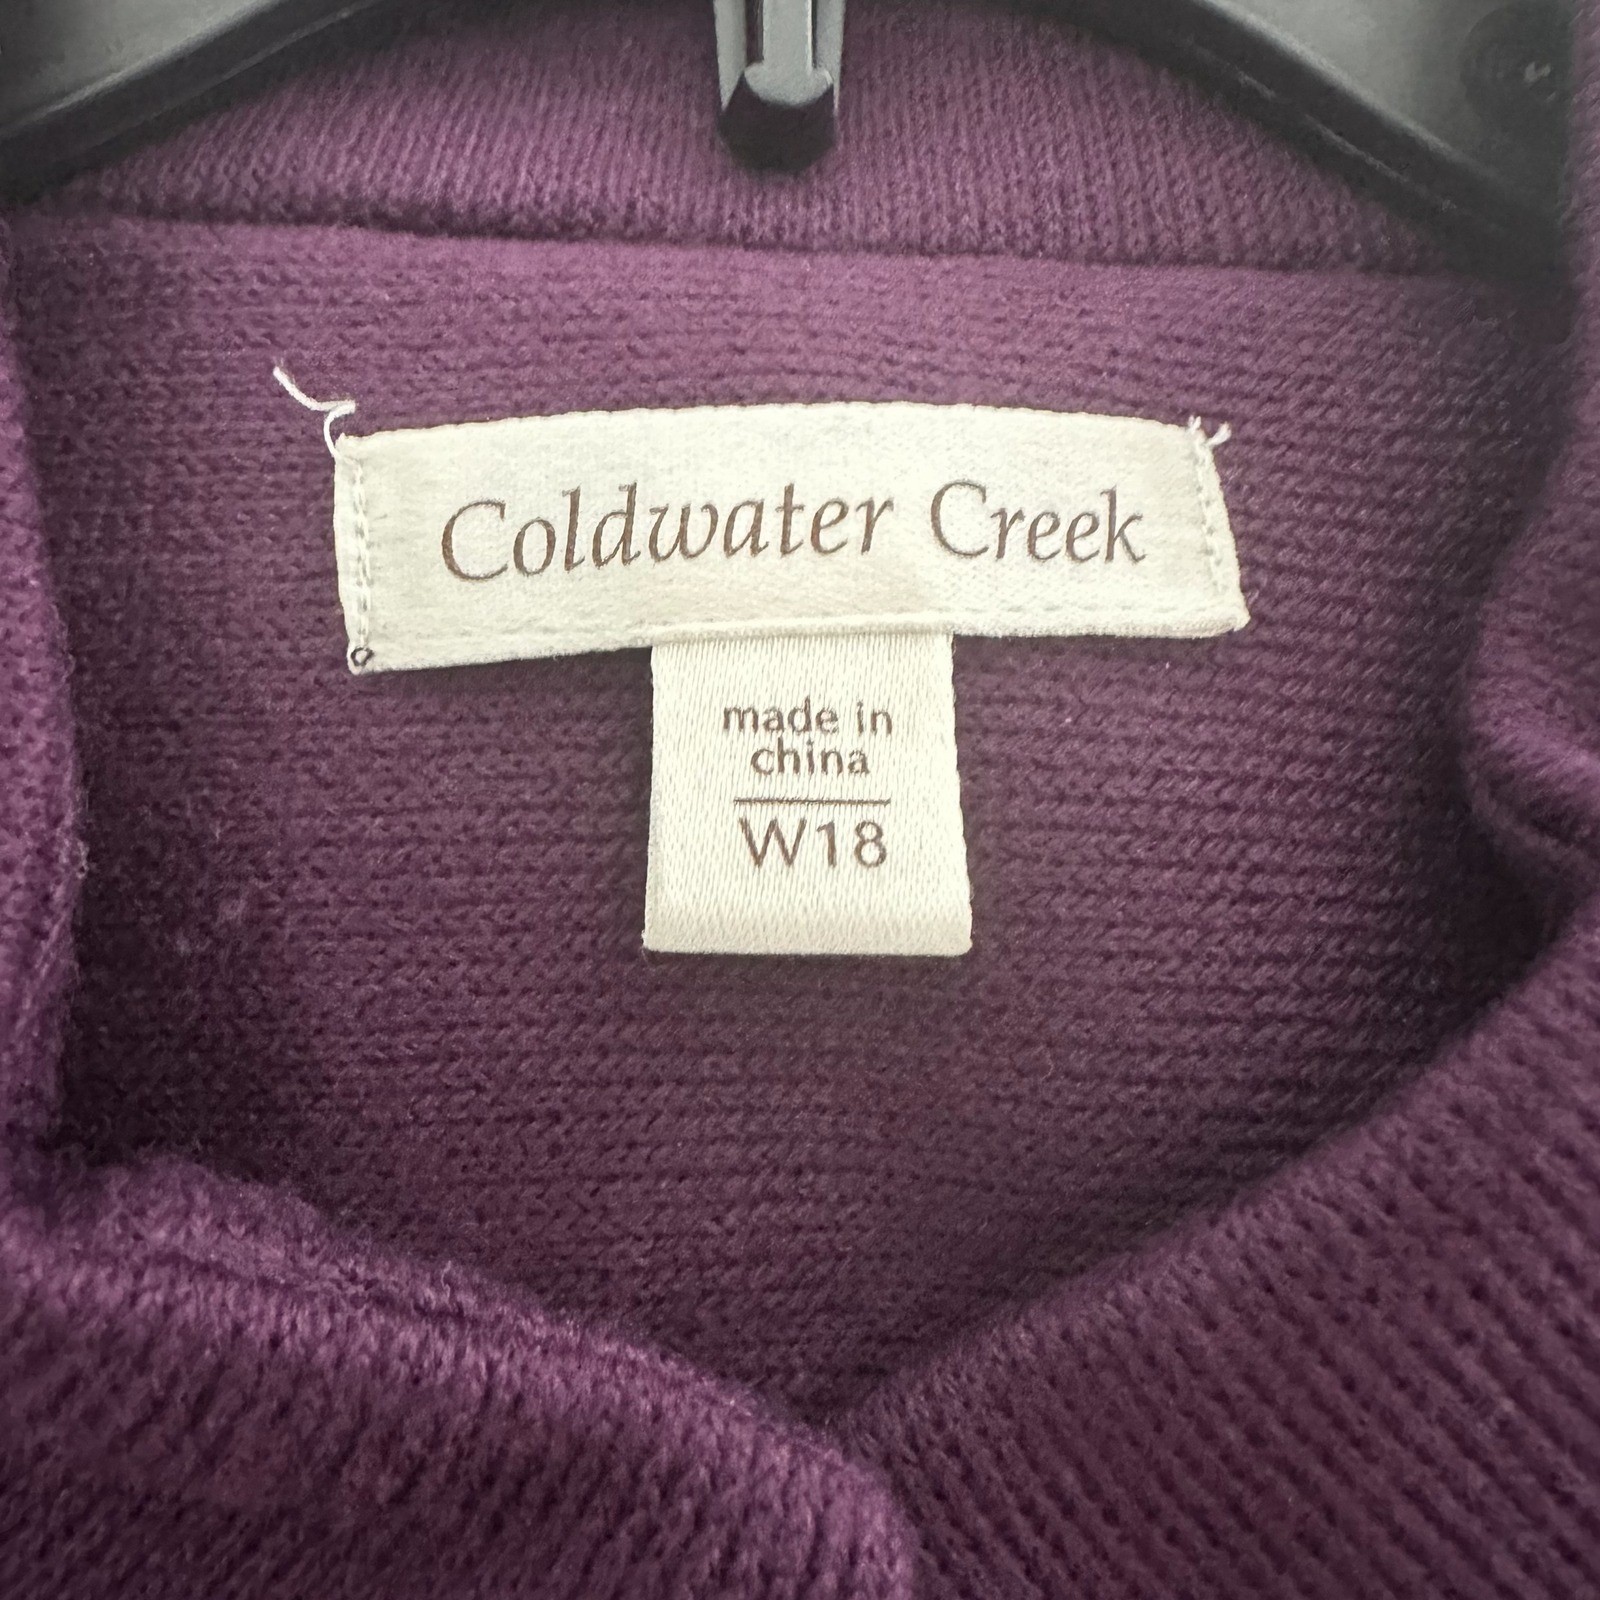 Coldwater Creek
made in
china
W18